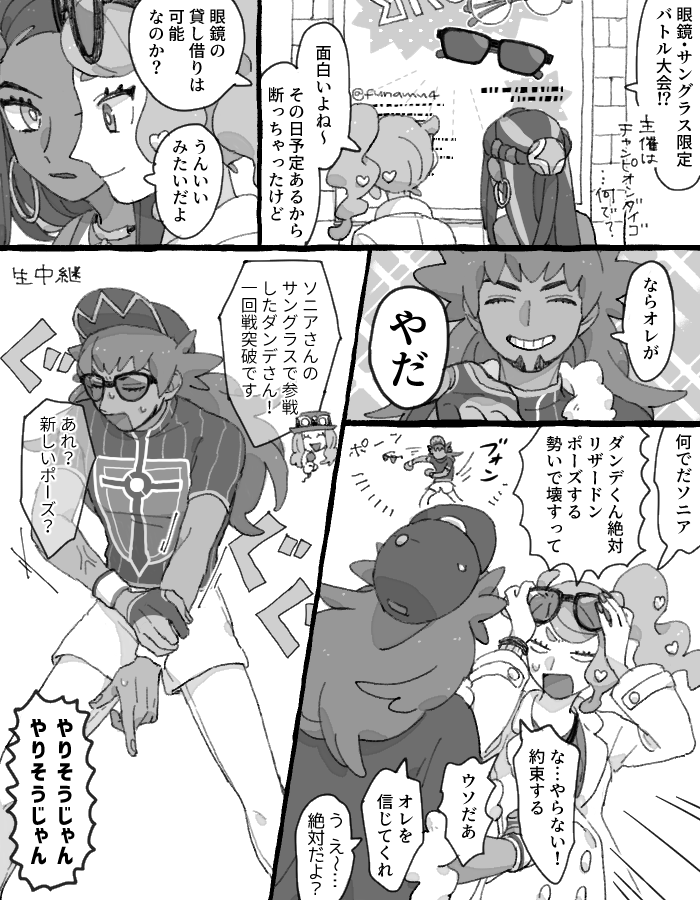 眼鏡・サングラス限定
バトル大会!?
主催は
チャンピオンダイゴ
…何で?
面白いよね〜
その日予定あるから
断っちゃったけど
@funamu4
眼鏡の
貸し借りは
可能
なのか?
うんいい
みたいだよ
ならオレが
やだ
何でだソニア
ダンデくん絶対
リザードン
ポーズする
勢いで壊すって
ブォン
ポーン
な…やらない!
約束する
ウソだあ
オレを
信じてくれ
うぇ〜…
絶対だよ?
生中継
ソニアさんの
サングラスで参戦
したダンデさん!
一回戦突破です
あれ?
新しいポーズ?
やりそうじゃん
やりそうじゃん